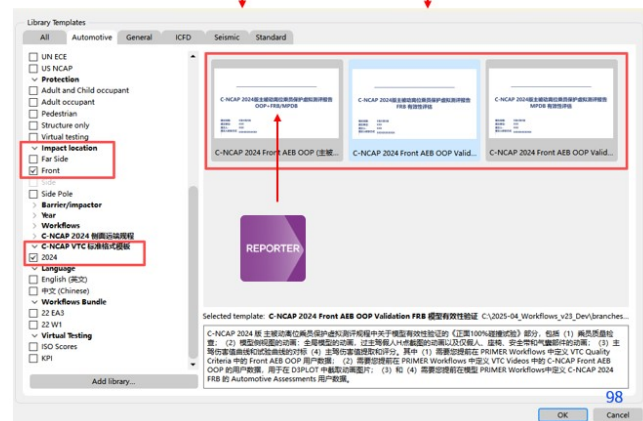 Library Templates
All Automotive General ICFD Seismic Standard
UN ECE
US NCAP
Protection
Adult and Child occupant
Adult occupant
Pedestrian
Structure only
Virtual testing
Impact location
Far Side
Front
Side
Side Pole
Barrier/impactor
Year
Workflows
C-NCAP 2024 侧面远端规程
C-NCAP VTC 标准格式模板
2024
Language
English (英文)
中文 (Chinese)
Workflows Bundle
22 EA3
22 W1
Virtual Testing
ISO Scores
KPI
Add library...
C-NCAP 2024版主被动离位乘员保护虚拟测评报告
OOP+FRB/MPDB
C-NCAP 2024 Front AEB OOP (主被...
C-NCAP 2024版主被动离位乘员保护虚拟测评报告
FRB 有效性评估
C-NCAP 2024 Front AEB OOP Valid...
C-NCAP 2024版主被动离位乘员保护虚拟测评报告
MPDB 有效性评估
C-NCAP 2024 Front AEB OOP Valid...
REPORTER
Selected template: C-NCAP 2024 Front AEB OOP Validation FRB 模型有效性验证 C:\2025-04_Workflows_v23_Dev\branches...
C-NCAP 2024 版 主被动离位乘员保护虚拟测评规程中关于模型有效性验证的《正面100%碰撞试验》部分，包括 (1) 乘员质量检
查； (2) 模型侧视图的动画：全局模型的动画，过主驾假人H点截图的动画以及仅假人、座椅、安全带和气囊部件的动画； (3) 主
驾伤害值曲线和试验曲线的对标 (4) 主驾伤害值提取和评分。其中 (1) 需要您提前在 PRIMER Workflows 中定义 VTC Quality
Criteria 中的 Front AEB OOP 用户数据； (2) 需要您提前在 PRIMER Workflows 中定义 VTC Videos 中的 C-NCAP Front AEB
OOP 的用户数据，用于在 D3PLOT 中截取动画图片； (3) 和 (4) 需要您提前在模型 PRIMER Workflows中定义 C-NCAP 2024
FRB 的 Automotive Assessments 用户数据。
98
OK Cancel